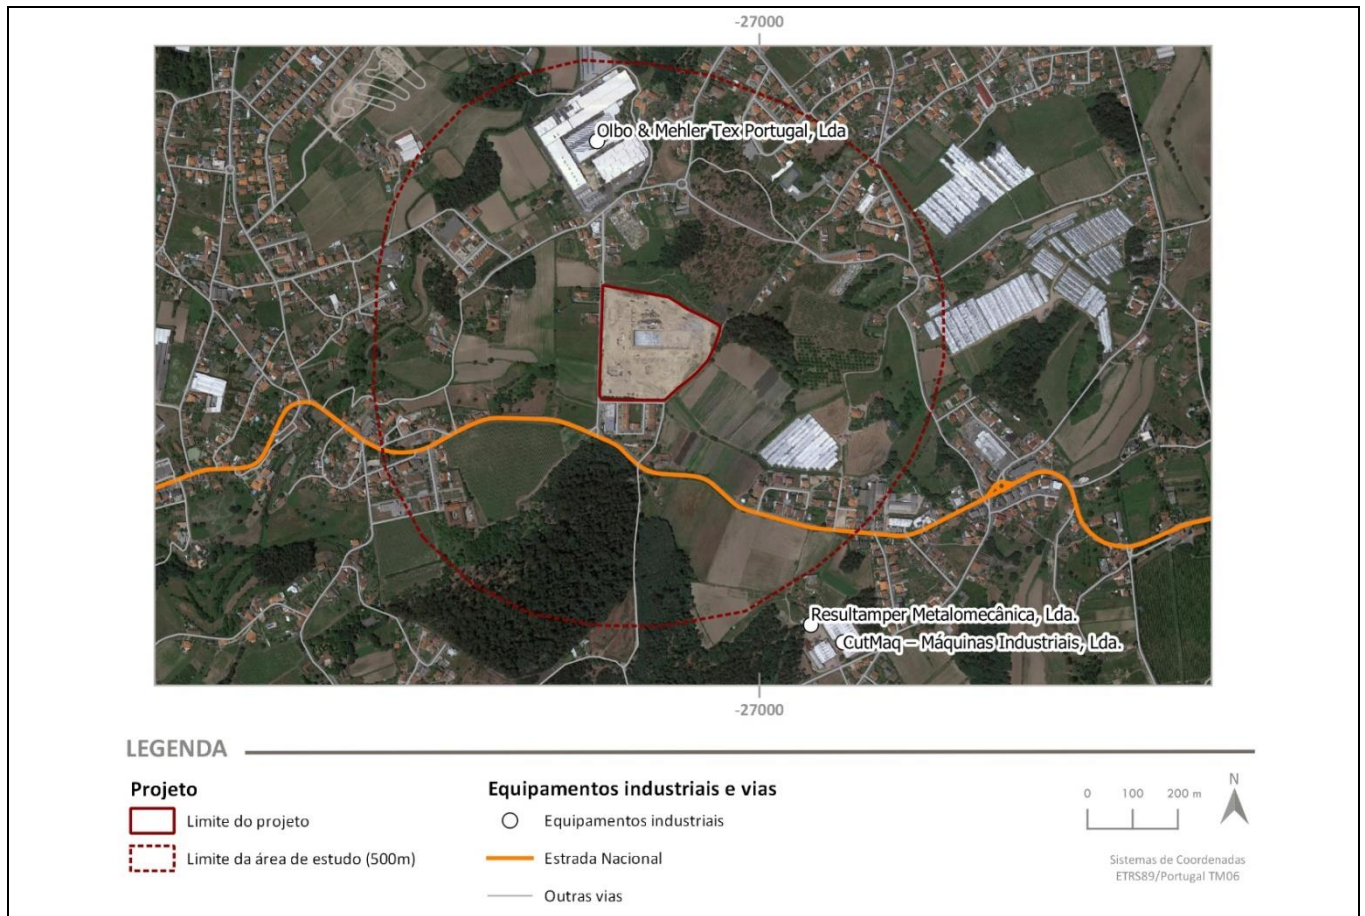 -27000
Olbo & Mehler Tex Portugal, Lda
Resultamper Metalomecânica, Lda.
CutMaq – Máquinas Industriais, Lda.
-27000
LEGENDA
Projeto
Limite do projeto
Limite da área de estudo (500m)
Equipamentos industriais e vias
Equipamentos industriais
Estrada Nacional
Outras vias
0 100 200 m
N
Sistemas de Coordenadas
ETRS89/Portugal TM06